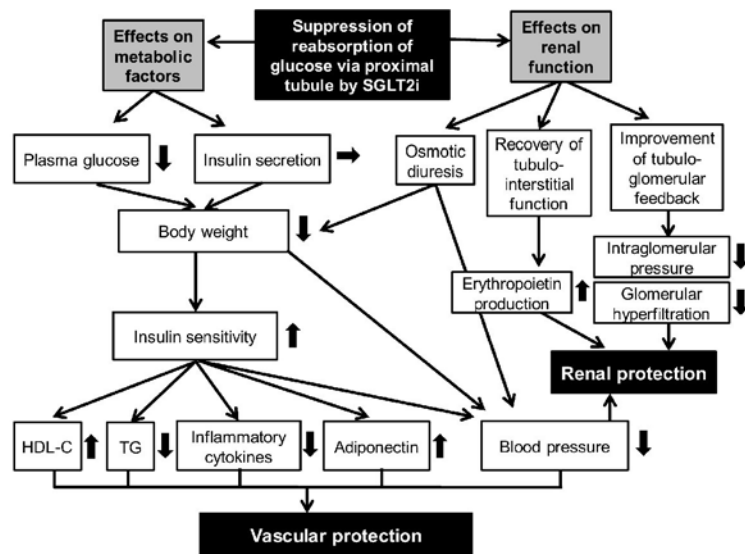 Suppression of
reabsorption of
glucose via proximal
tubule by SGLT2i
Effects on
metabolic
factors
Effects on
renal
function
Plasma glucose
Insulin secretion
Osmotic
diuresis
Recovery of
tubulo-
interstitial
function
Improvement
of tubulo-
glomerular
feedback
Body weight
Intraglomerular
pressure
Erythropoietin
production
Glomerular
hyperfiltration
Insulin sensitivity
Renal protection
HDL-C
TG
Inflammatory
cytokines
Adiponectin
Blood pressure
Vascular protection